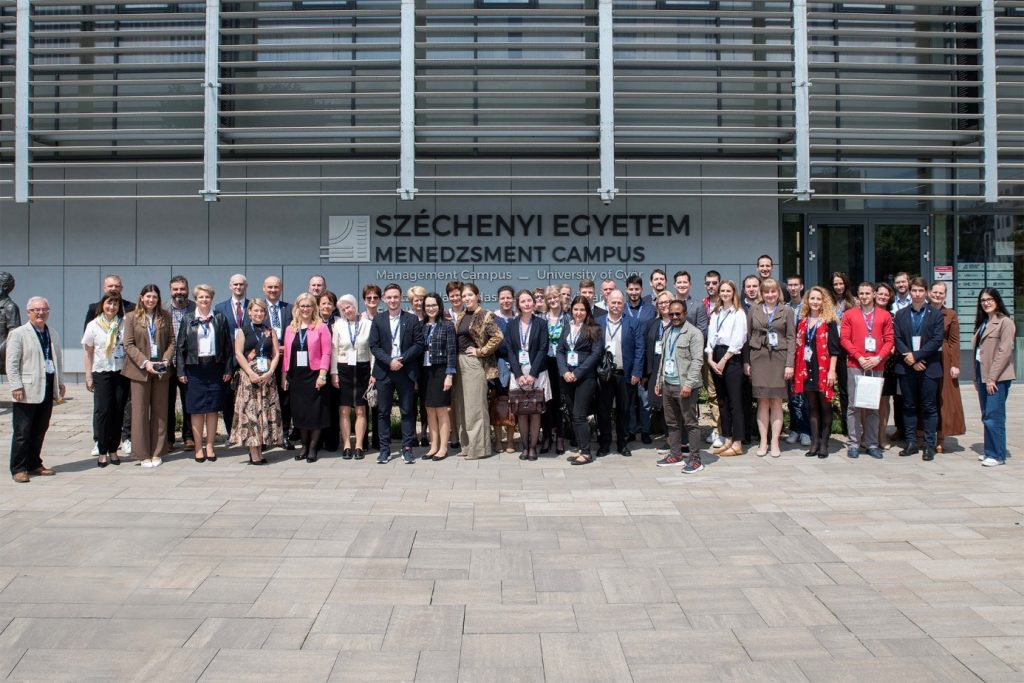 SZÉCHENYI EGYETEM
MENEDZSMENT CAMPUS
Management Campus _ University of Győr